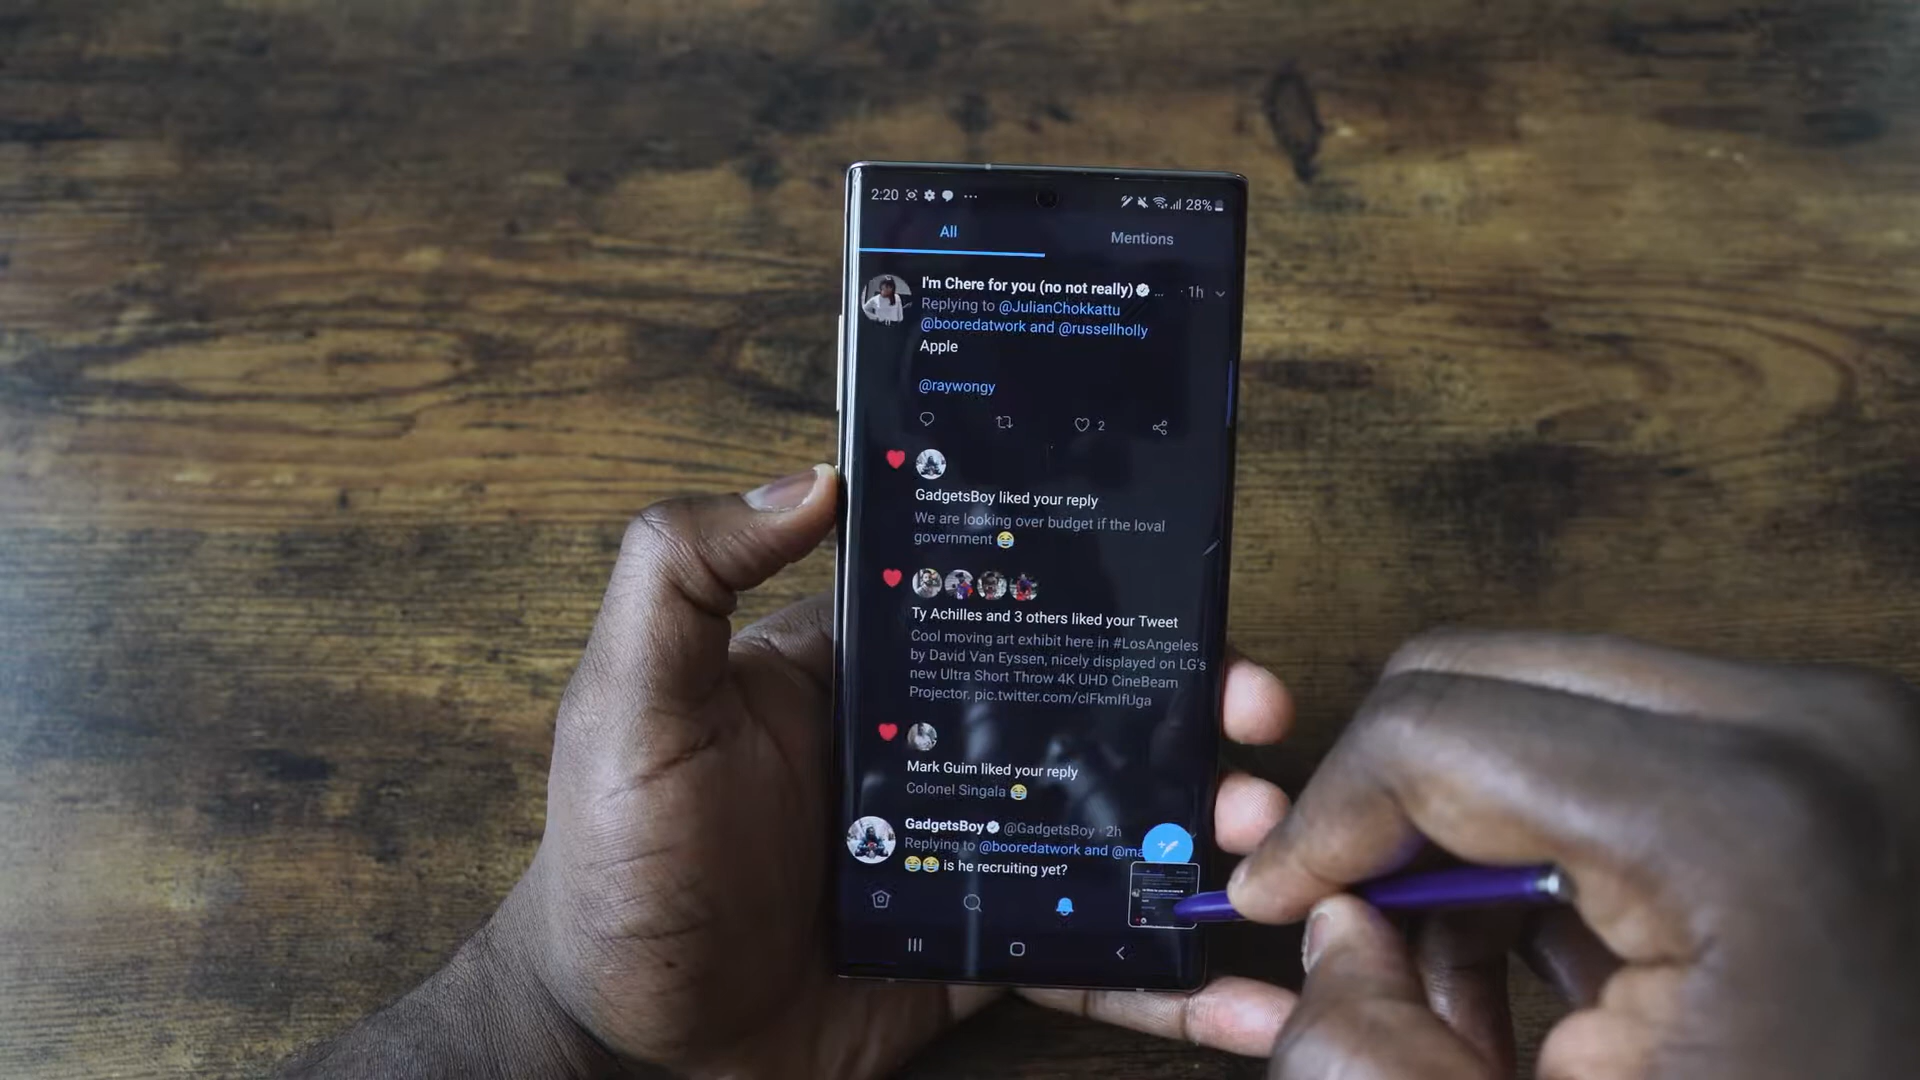 2:20 28%
All Mentions
I'm Chere for you (no not really) ... · 1h
Replying to @JulianChokkattu
@booredatwork and @russellholly
Apple
@raywongy
2
GadgetsBoy liked your reply
We are looking over budget if the loval
government 😂
Ty Achilles and 3 others liked your Tweet
Cool moving art exhibit here in #LosAngeles
by David Van Eyssen, nicely displayed on LG's
new Ultra Short Throw 4K UHD CineBeam
Projector. pic.twitter.com/ciFkmIfUga
Mark Guim liked your reply
Colonel Singala 😂
GadgetsBoy @GadgetsBoy · 2h
Replying to @booredatwork and @ma
😂😂 is he recruiting yet?